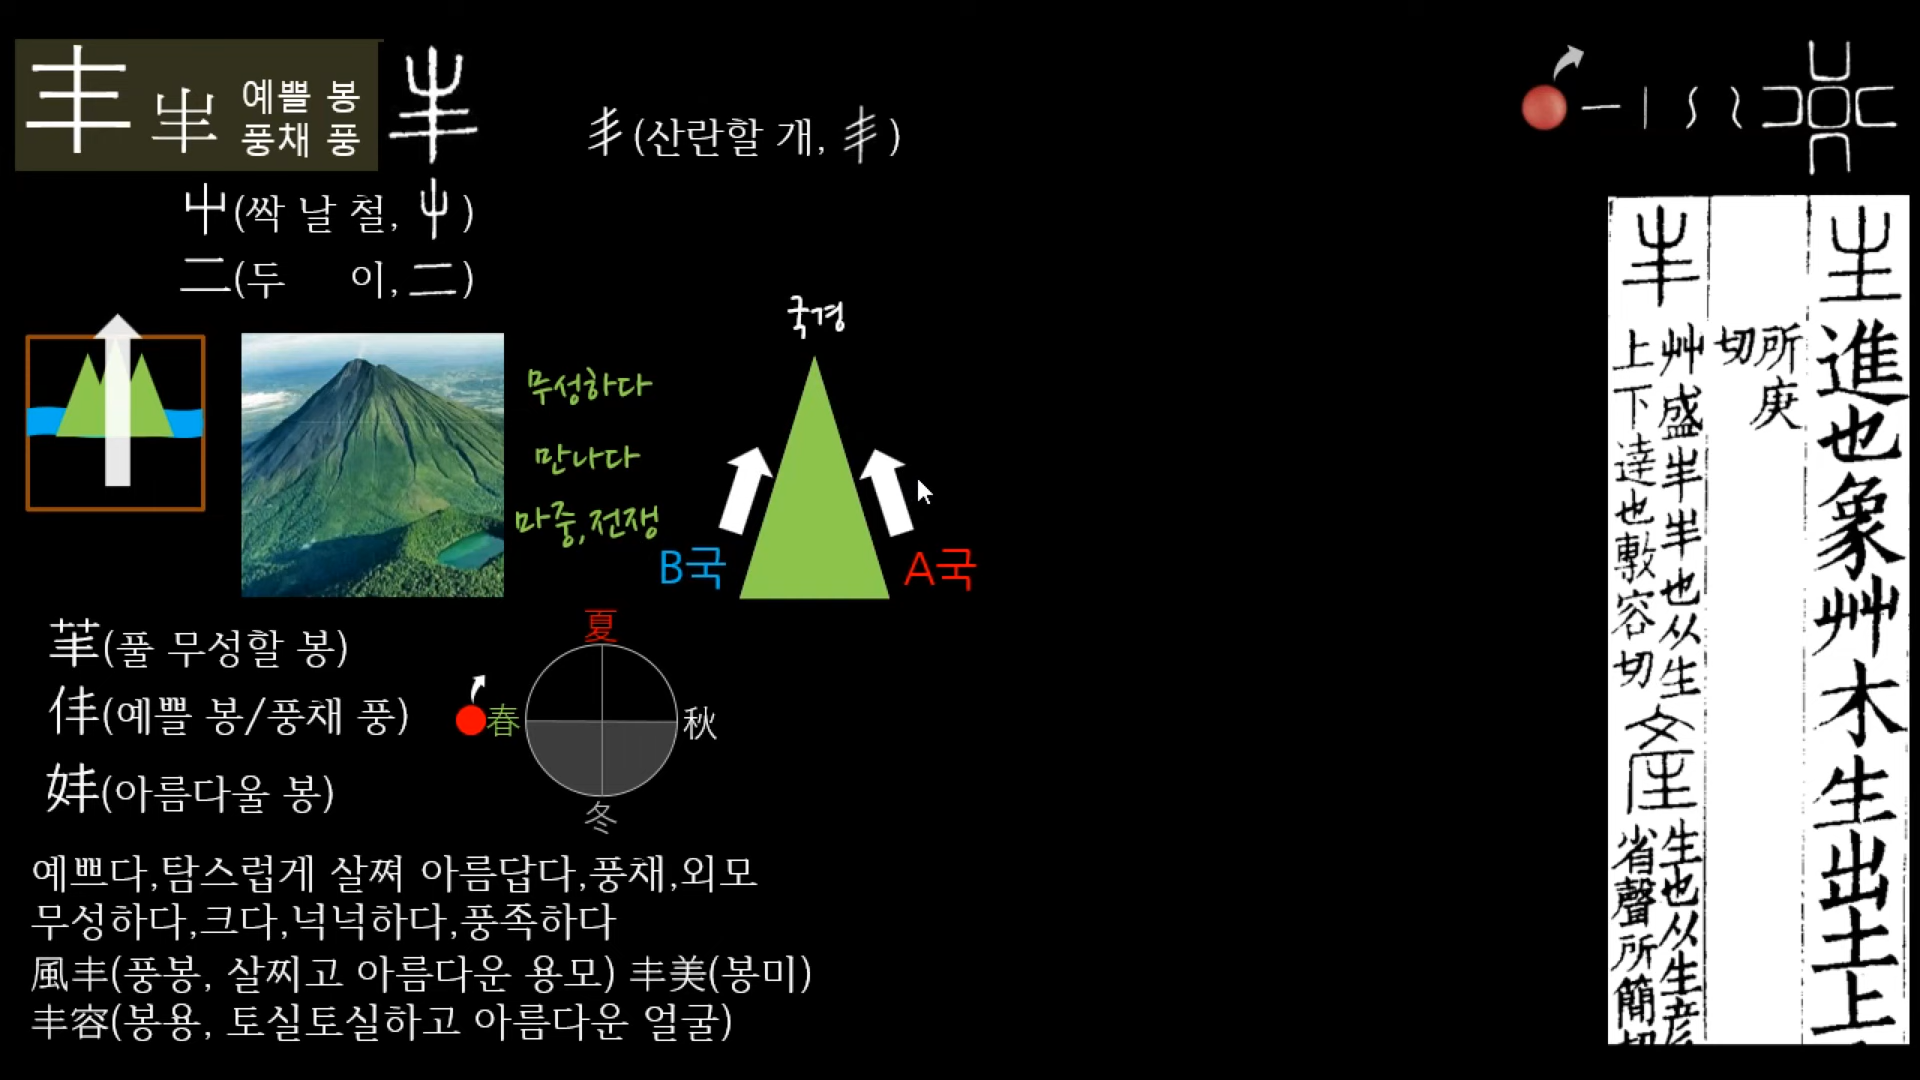 丰 예쁠 봉
풍채 풍
丯(산란할 개, 丯)
屮(싹 날 철, 屮)
二(두 이, 二)
국경
무성하다
만나다
마중,전쟁
B국
A국
夏
春
秋
冬
芔(풀 무성할 봉)
仹(예쁠 봉/풍채 풍)
妦(아름다울 봉)
예쁘다,탐스럽게 살쪄 아름답다,풍채,외모
무성하다,크다,넉넉하다,풍족하다
風丰(풍봉, 살찌고 아름다운 용모) 丰美(봉미)
丰容(봉용, 토실토실하고 아름다운 얼굴)
生進也象艸木生出土上
所庚
切
丰艸盛丰丰也从生
上下達也敷容切
產生也从生彦
省聲所簡切